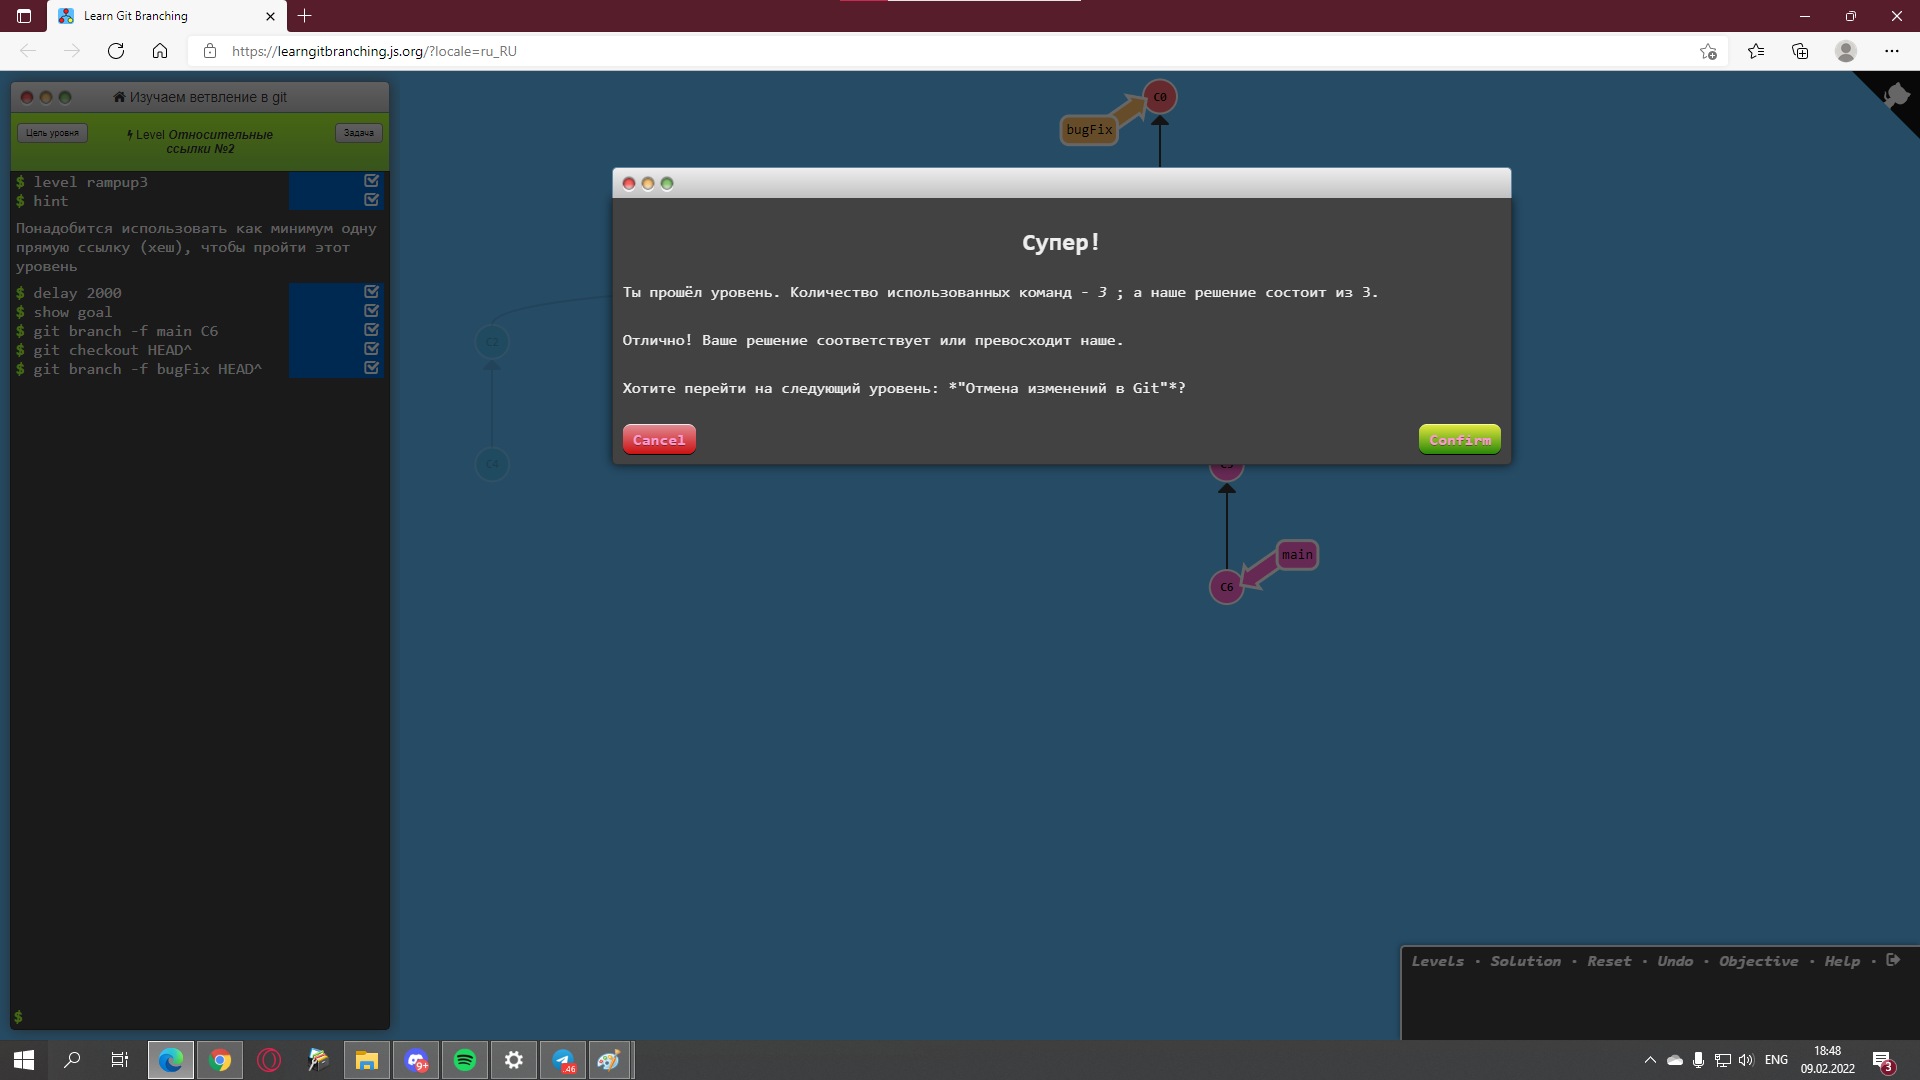 Learn Git Branching
https://learngitbranching.js.org/?locale=ru_RU
Изучаем ветвление в git
Цель уровня
Level Относительные
ссылки №2
Задача
$ level rampup3
$ hint
Понадобится использовать как минимум одну
прямую ссылку (хеш), чтобы пройти этот
уровень
$ delay 2000
$ show goal
$ git branch -f main C6
$ git checkout HEAD^
$ git branch -f bugFix HEAD^
$
C0
bugFix
C2
C4
Супер!
Ты прошёл уровень. Количество использованных команд - 3 ; а наше решение состоит из 3.
Отлично! Ваше решение соответствует или превосходит наше.
Хотите перейти на следующий уровень: *"Отмена изменений в Git"*?
Cancel
Confirm
main
C6
Levels · Solution · Reset · Undo · Objective · Help ·
9+
46
ENG
18:48
09.02.2022
3